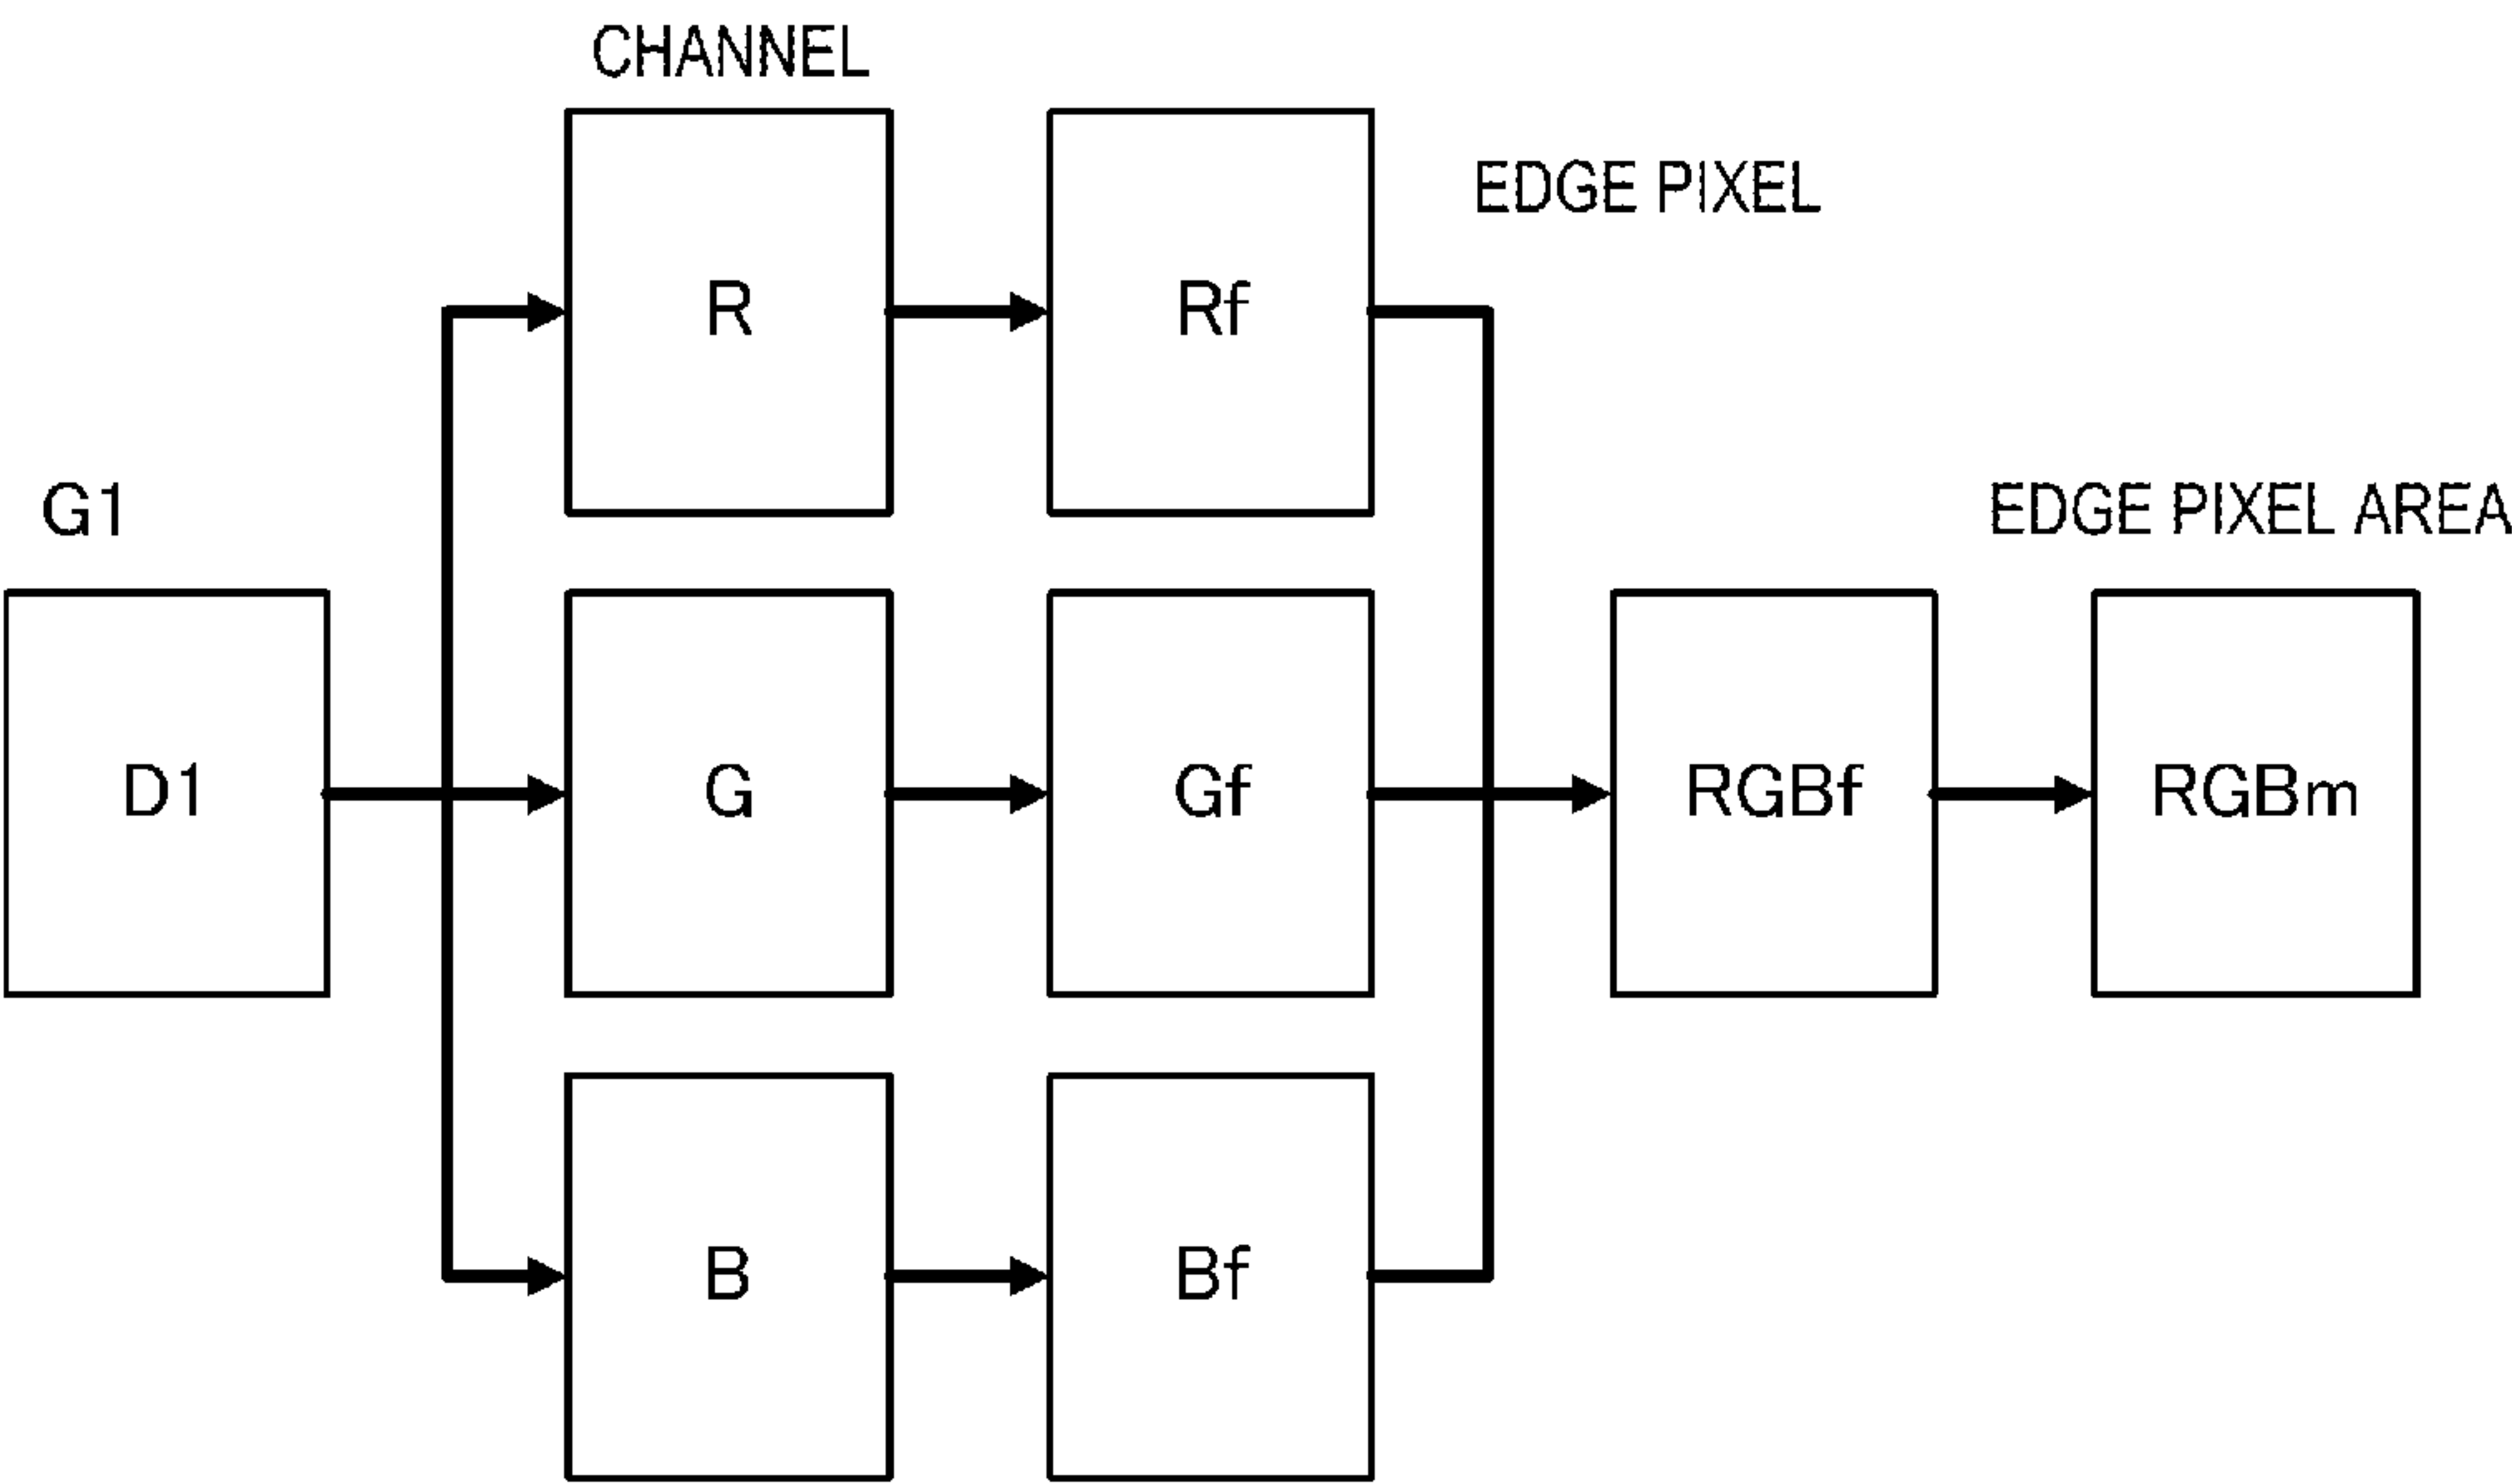 CHANNEL
EDGE PIXEL
R
Rf
G1
EDGE PIXEL AREA
D1
G
Gf
RGBf
RGBm
B
Bf